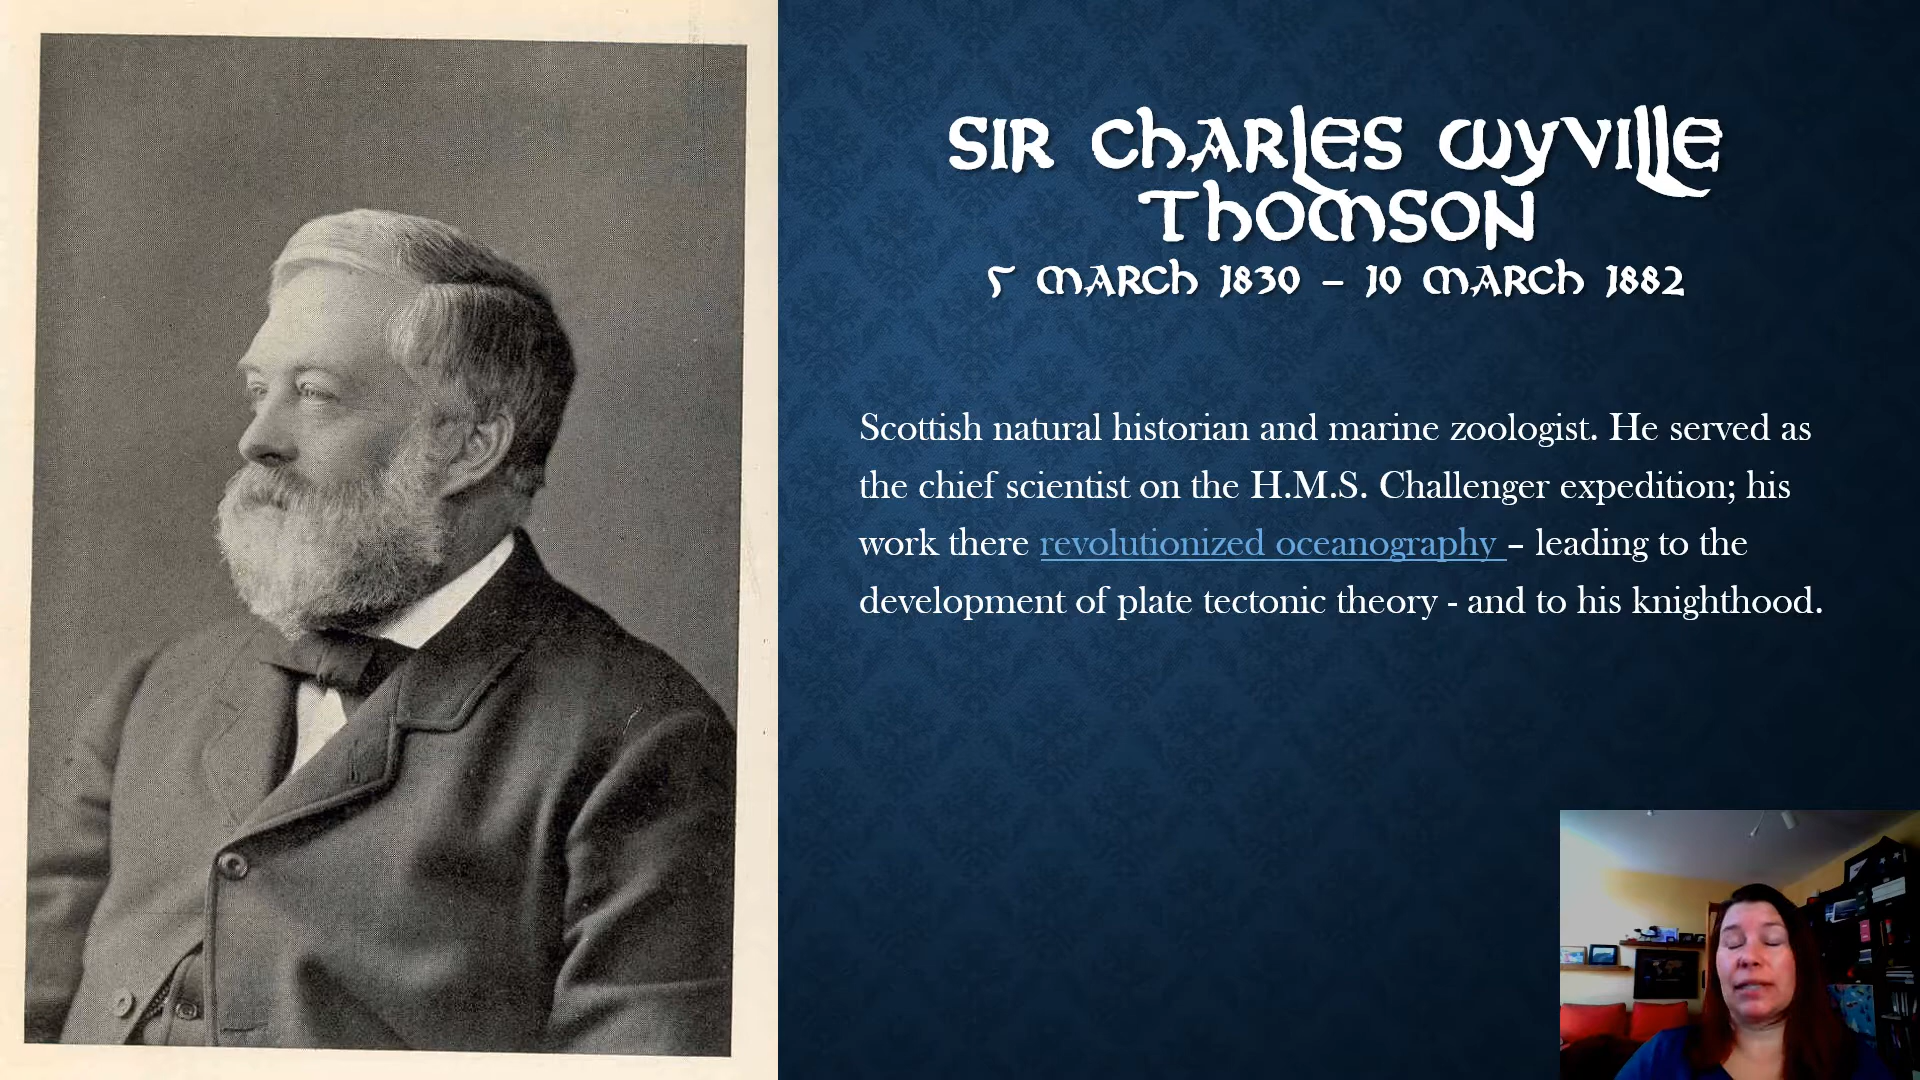 SIR CHARLES WYVILLE
THOMSON
5 MARCH 1830 – 10 MARCH 1882
Scottish natural historian and marine zoologist. He served as
the chief scientist on the H.M.S. Challenger expedition; his
work there revolutionized oceanography – leading to the
development of plate tectonic theory - and to his knighthood.